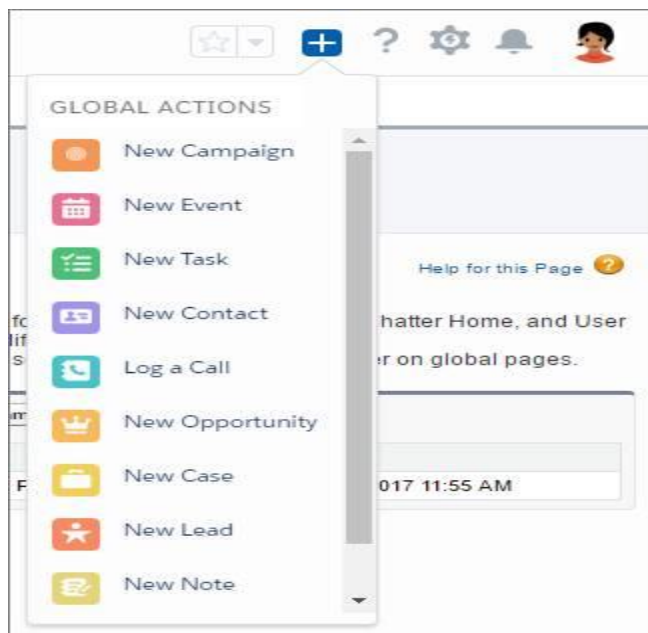 GLOBAL ACTIONS
New Campaign
New Event
New Task
Help for this Page
New Contact
hatter Home, and User
r on global pages.
Log a Call
New Opportunity
New Case
017 11:55 AM
New Lead
New Note